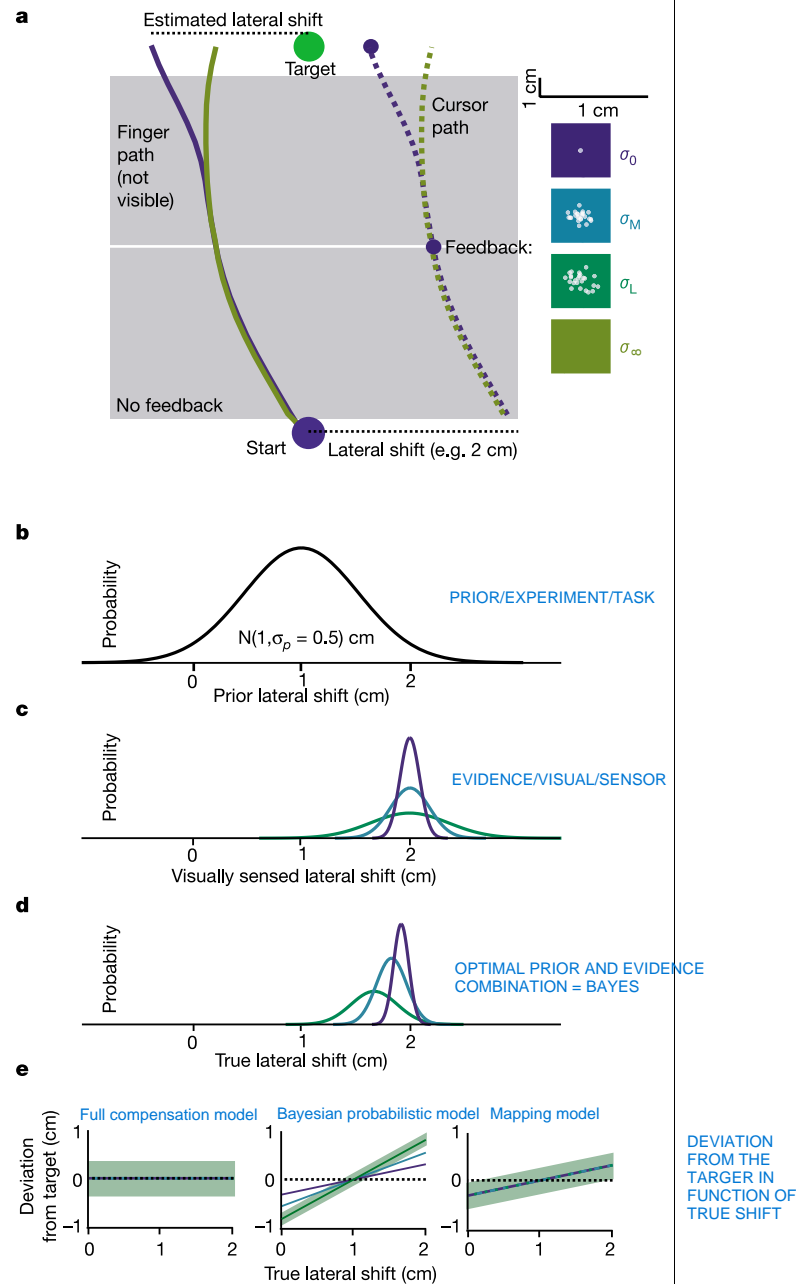 a
Estimated lateral shift
Target
Finger
path
(not
visible)
Cursor
path
1 cm
1 cm
σ0
σM
Feedback:
σL
σ∞
No feedback
Start
Lateral shift (e.g. 2 cm)
b
Probability
PRIOR/EXPERIMENT/TASK
N(1,σp = 0.5) cm
0 1 2
Prior lateral shift (cm)
c
Probability
EVIDENCE/VISUAL/SENSOR
0 1 2
Visually sensed lateral shift (cm)
d
Probability
OPTIMAL PRIOR AND EVIDENCE
COMBINATION = BAYES
0 1 2
True lateral shift (cm)
e
Full compensation model
Bayesian probabilistic model
Mapping model
Deviation
from target (cm)
1 1 1
0 0 0
−1 −1 −1
0 1 2 0 1 2 0 1 2
True lateral shift (cm)
DEVIATION
FROM THE
TARGER IN
FUNCTION OF
TRUE SHIFT